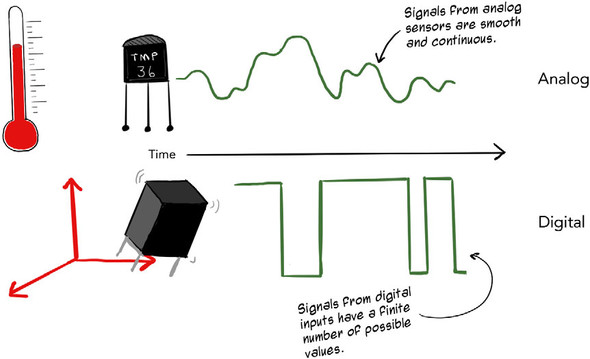 Signals from analog
sensors are smooth
and continuous.
TMP
36
Analog
Time
Digital
Signals from digital
inputs have a finite
number of possible
values.